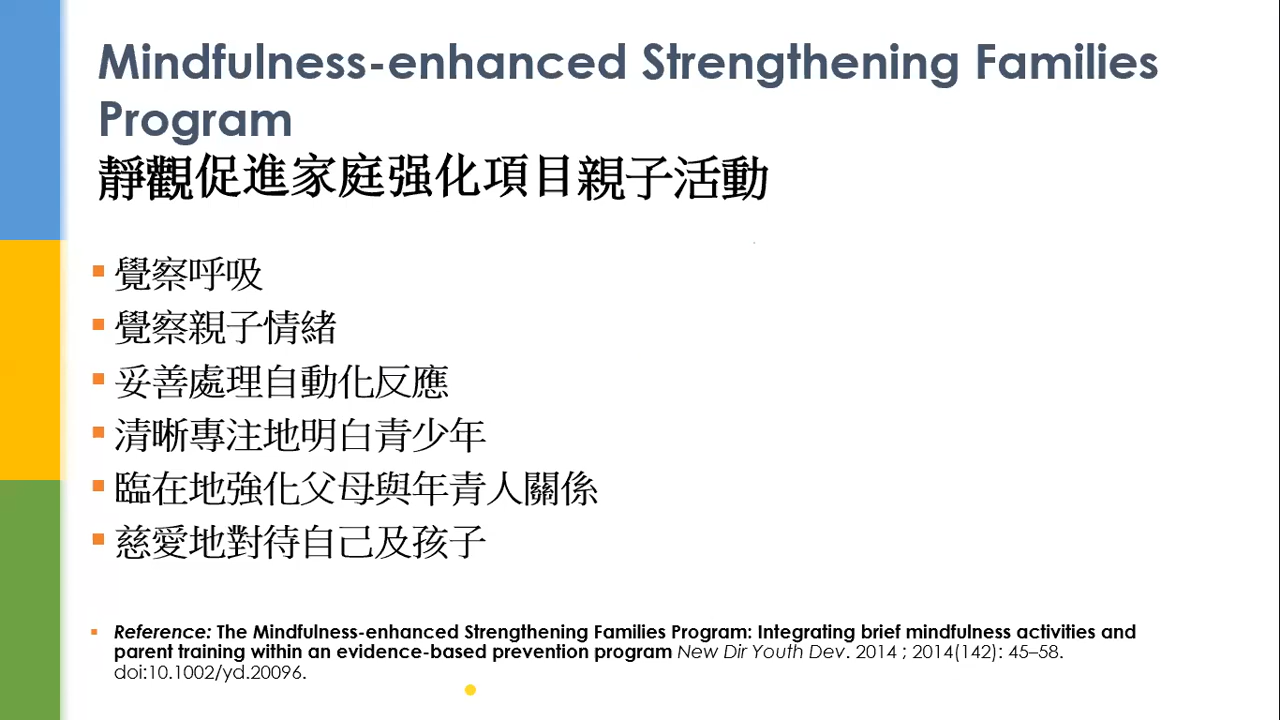 Mindfulness-enhanced Strengthening Families
Program
靜觀促進家庭强化項目親子活動
覺察呼吸
覺察親子情緒
妥善處理自動化反應
清晰專注地明白青少年
臨在地強化父母與年青人關係
慈愛地對待自己及孩子
Reference: The Mindfulness-enhanced Strengthening Families Program: Integrating brief mindfulness activities and
parent training within an evidence-based prevention program New Dir Youth Dev. 2014 ; 2014(142): 45–58.
doi:10.1002/yd.20096.